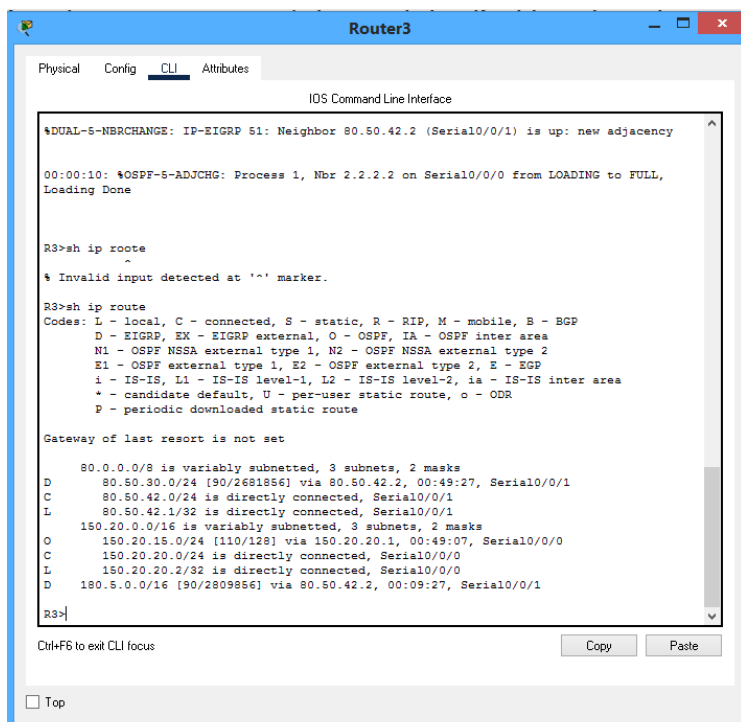 Router3
Physical Config CLI Attributes
IOS Command Line Interface
%DUAL-5-NBRCHANGE: IP-EIGRP 51: Neighbor 80.50.42.2 (Serial0/0/1) is up: new adjacency
00:00:10: %OSPF-5-ADJCHG: Process 1, Nbr 2.2.2.2 on Serial0/0/0 from LOADING to FULL,
Loading Done
R3>sh ip roote
^
% Invalid input detected at '^' marker.
R3>sh ip route
Codes: L - local, C - connected, S - static, R - RIP, M - mobile, B - BGP
D - EIGRP, EX - EIGRP external, O - OSPF, IA - OSPF inter area
N1 - OSPF NSSA external type 1, N2 - OSPF NSSA external type 2
E1 - OSPF external type 1, E2 - OSPF external type 2, E - EGP
i - IS-IS, L1 - IS-IS level-1, L2 - IS-IS level-2, ia - IS-IS inter area
* - candidate default, U - per-user static route, o - ODR
P - periodic downloaded static route
Gateway of last resort is not set
80.0.0.0/8 is variably subnetted, 3 subnets, 2 masks
D 80.50.30.0/24 [90/2681856] via 80.50.42.2, 00:49:27, Serial0/0/1
C 80.50.42.0/24 is directly connected, Serial0/0/1
L 80.50.42.1/32 is directly connected, Serial0/0/1
150.20.0.0/16 is variably subnetted, 3 subnets, 2 masks
O 150.20.15.0/24 [110/128] via 150.20.20.1, 00:49:07, Serial0/0/0
C 150.20.20.0/24 is directly connected, Serial0/0/0
L 150.20.20.2/32 is directly connected, Serial0/0/0
D 180.5.0.0/16 [90/2809856] via 80.50.42.2, 00:09:27, Serial0/0/1
R3>
Ctrl+F6 to exit CLI focus
Copy Paste
Top